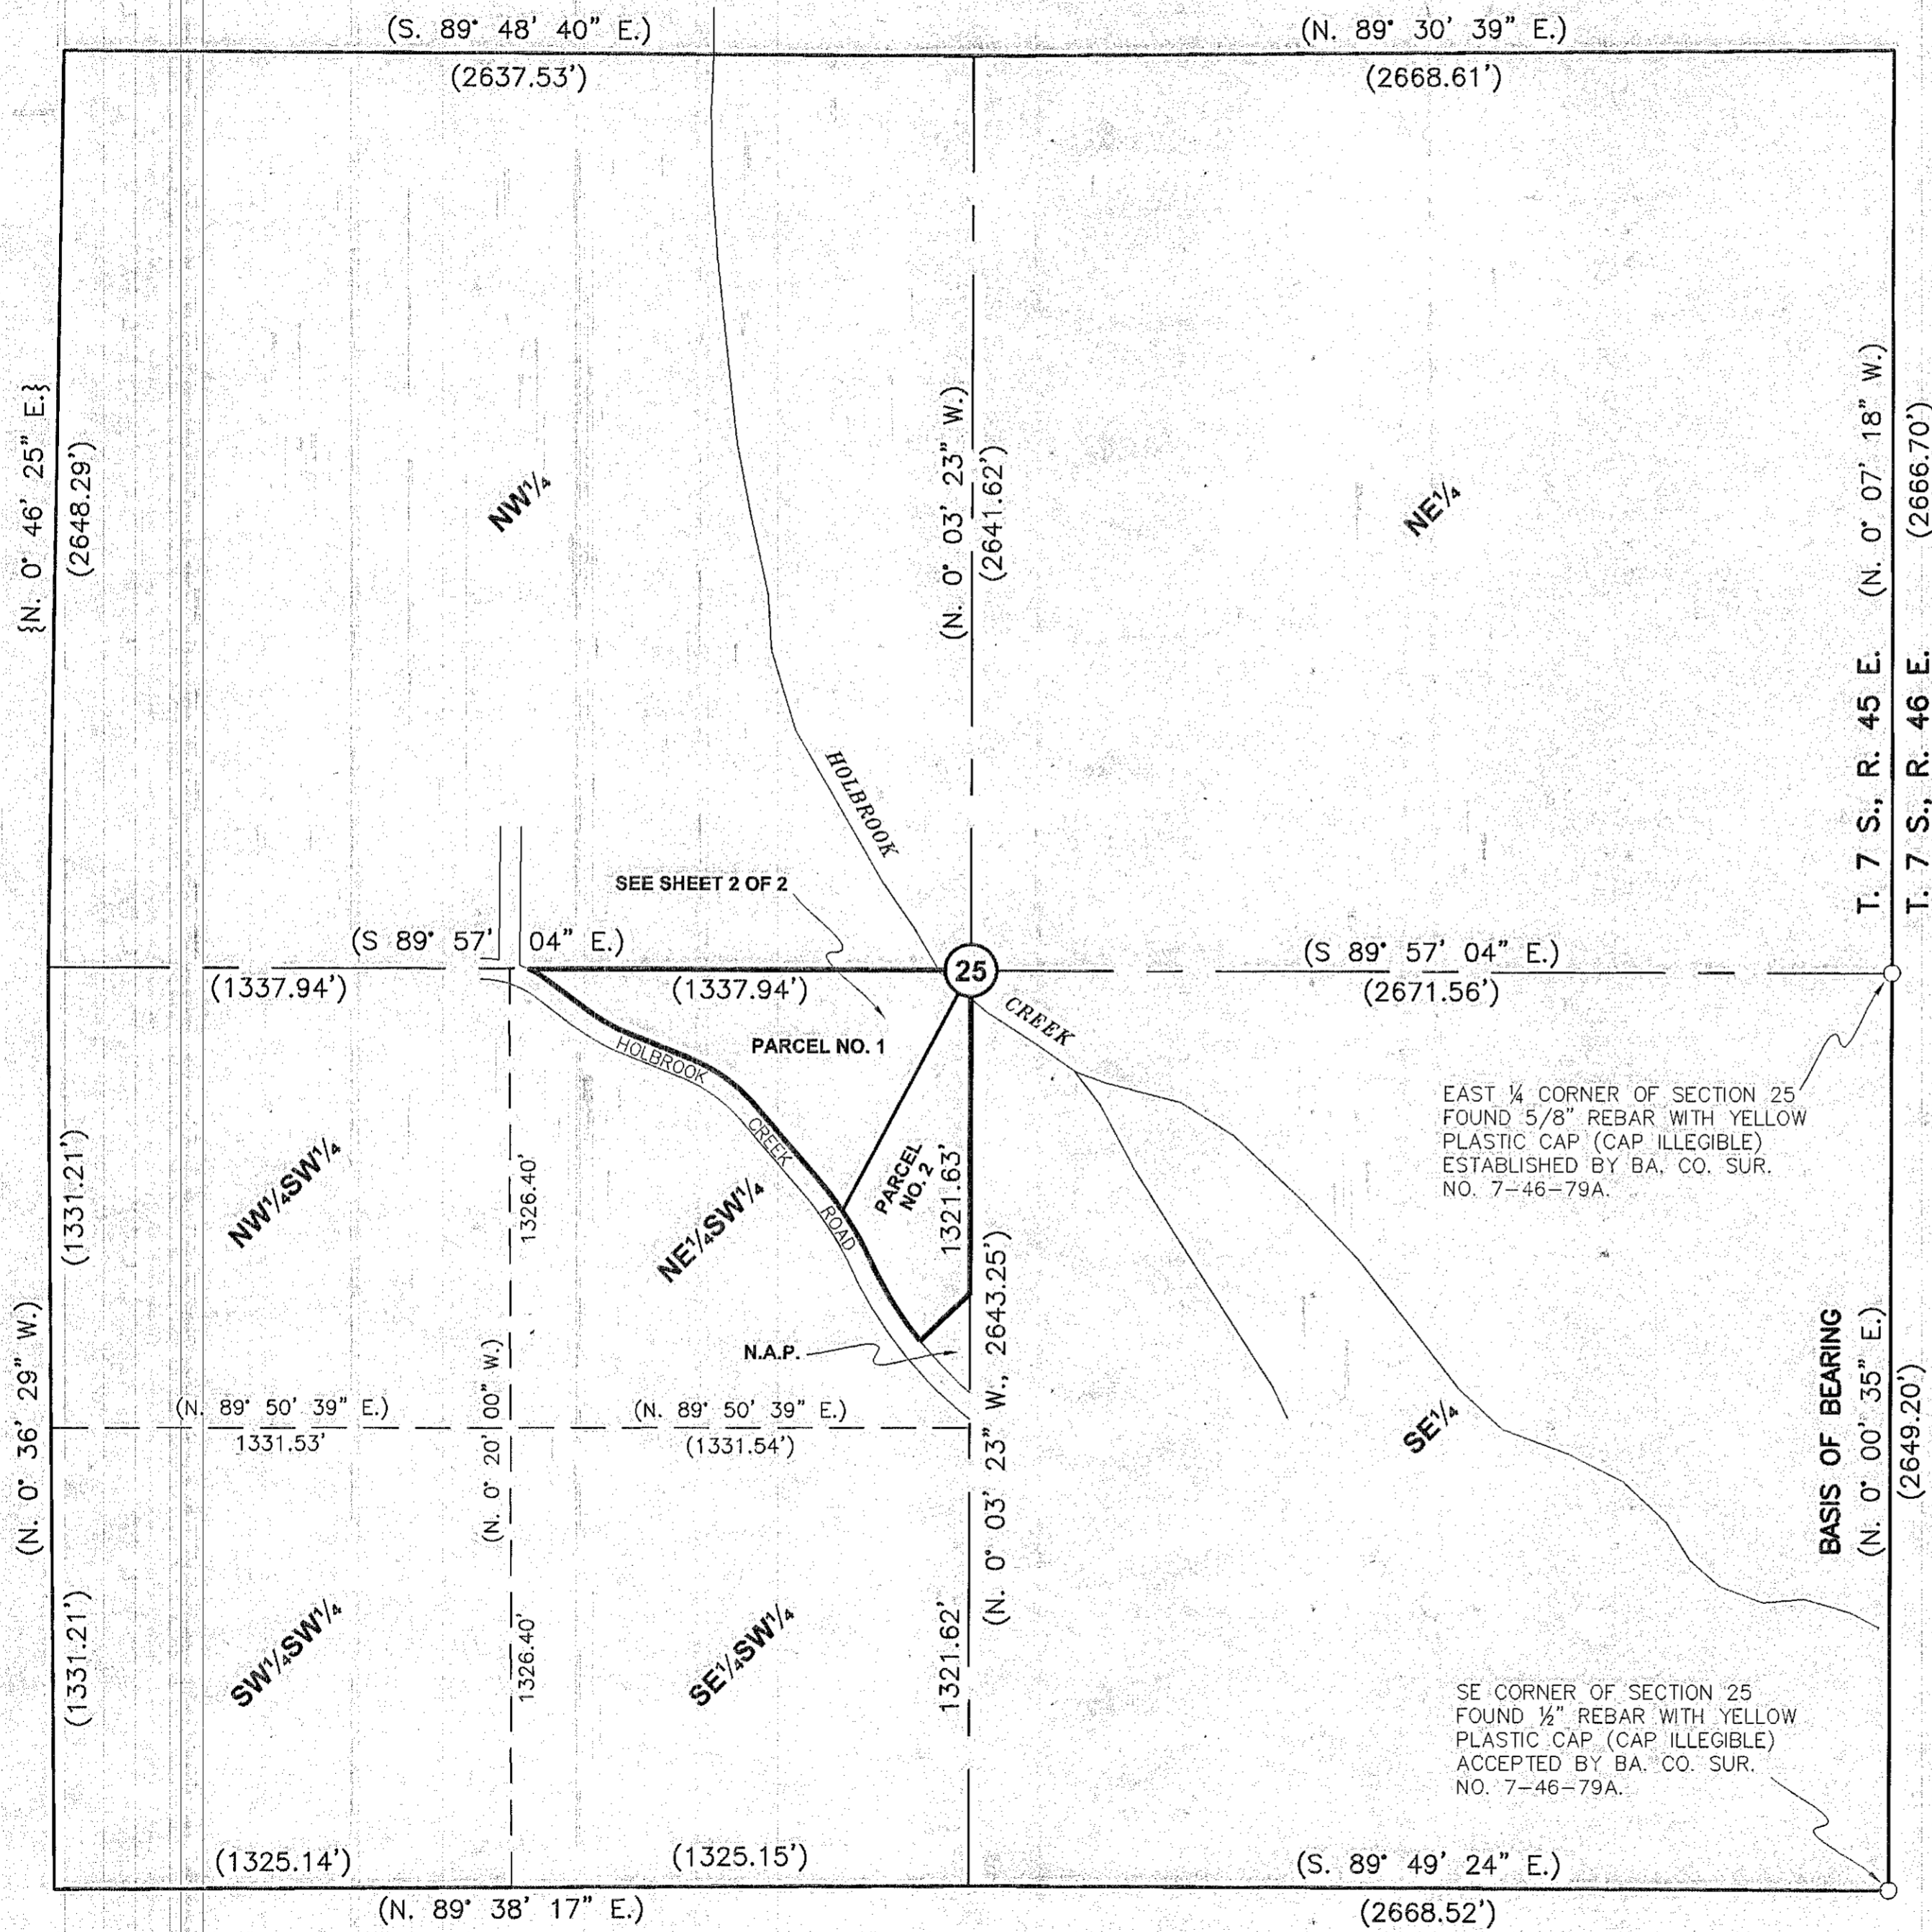 (S. 89° 48' 40" E.)
(N. 89° 30' 39" E.)
(2637.53')
(2668.61')
{N. 0° 46' 25" E.}
(2648.29')
NW¼
(N. 0° 03' 23" W.)
(2641.62')
NE¼
(N. 0° 07' 18" W.)
(2666.70')
T. 7 S., R. 45 E.
T. 7 S., R. 46 E.
HOLBROOK
SEE SHEET 2 OF 2
(S 89° 57' 04" E.)
(1337.94')
(1337.94')
25
(S 89° 57' 04" E.)
(2671.56')
CREEK
PARCEL NO. 1
HOLBROOK
CREEK
ROAD
PARCEL
NO. 2
1321.63'
EAST ¼ CORNER OF SECTION 25
FOUND 5/8" REBAR WITH YELLOW
PLASTIC CAP (CAP ILLEGIBLE)
ESTABLISHED BY BA. CO. SUR.
NO. 7-46-79A.
(1331.21')
NW¼SW¼
1326.40'
NE¼SW¼
N.A.P.
(N. 0° 36' 29" W.)
(N. 0° 20' 00" W.)
(N. 0° 03' 23" W., 2643.25')
(N. 89° 50' 39" E.)
1331.53'
(N. 89° 50' 39" E.)
(1331.54')
SE¼
BASIS OF BEARING
(N. 0° 00' 35" E.)
(2649.20')
(1331.21')
SW¼SW¼
1326.40'
SE¼SW¼
1321.62'
SE CORNER OF SECTION 25
FOUND ½" REBAR WITH YELLOW
PLASTIC CAP (CAP ILLEGIBLE)
ACCEPTED BY BA. CO. SUR.
NO. 7-46-79A.
(1325.14')
(1325.15')
(N. 89° 38' 17" E.)
(S. 89° 49' 24" E.)
(2668.52')